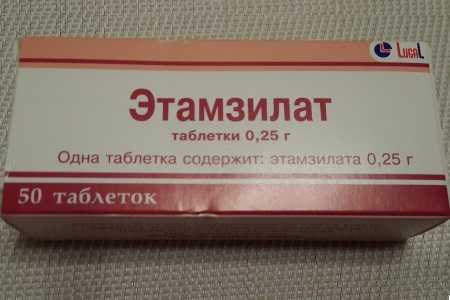 LUGAL
Этамзилат
таблетки 0,25 г
Одна таблетка содержит: этамзилата 0,25 г
50 таблеток